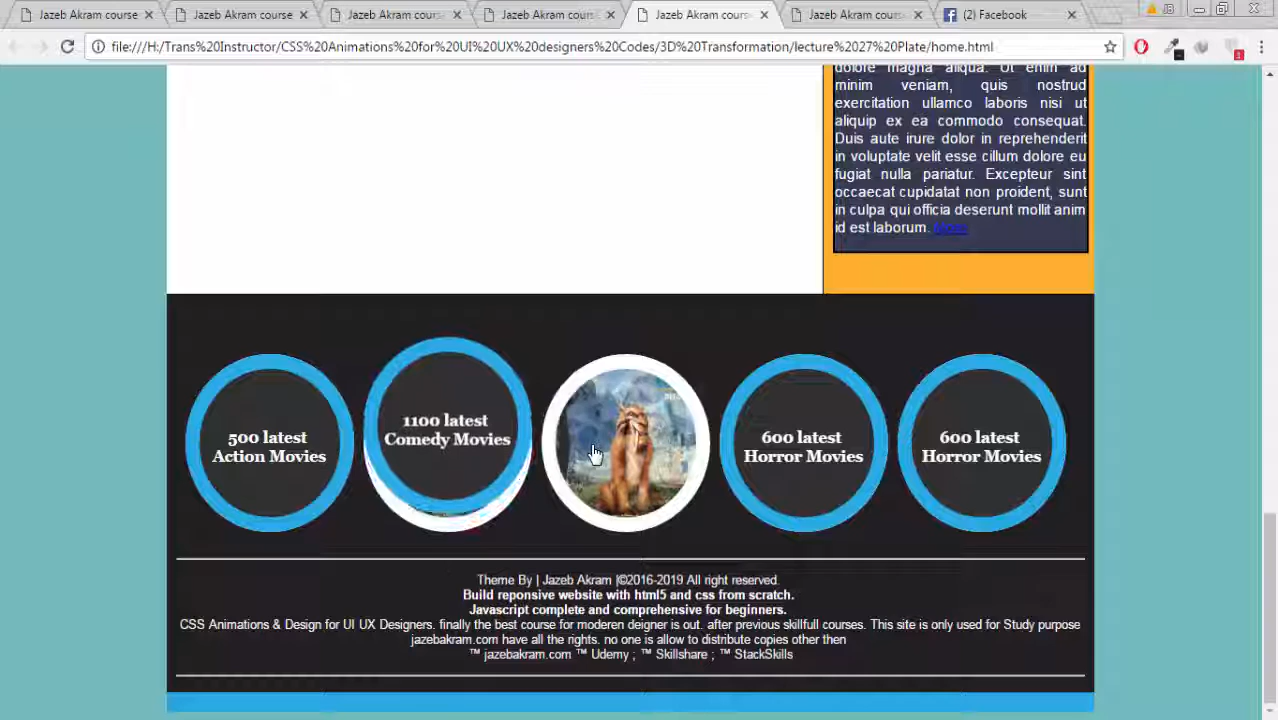 Jazeb Akram course
Jazeb Akram course
Jazeb Akram cours
Jazeb Akram cours
Jazeb Akram cours
Jazeb Akram cour
(2) Facebook
JB
file:///H:/Trans%20Instructor/CSS%20Animations%20for%20UI%20UX%20designers%20Codes/3D%20Transformation/lecture%2027%20Plate/home.html
dolore magna aliqua. Ut enim ad
minim veniam, quis nostrud
exercitation ullamco laboris nisi ut
aliquip ex ea commodo consequat.
Duis aute irure dolor in reprehenderit
in voluptate velit esse cillum dolore eu
fugiat nulla pariatur. Excepteur sint
occaecat cupidatat non proident, sunt
in culpa qui officia deserunt mollit anim
id est laborum.
500 latest
Action Movies
1100 latest
Comedy Movies
600 latest
Horror Movies
600 latest
Horror Movies
Theme By | Jazeb Akram |©2016-2019 All right reserved.
Build reponsive website with html5 and css from scratch.
Javascript complete and comprehensive for beginners.
CSS Animations & Design for UI UX Designers. finally the best course for moderen deigner is out. after previous skillfull courses. This site is only used for Study purpose
jazebakram.com have all the rights. no one is allow to distribute copies other then
™ jazebakram.com ™ Udemy ; ™ Skillshare ; ™ StackSkills